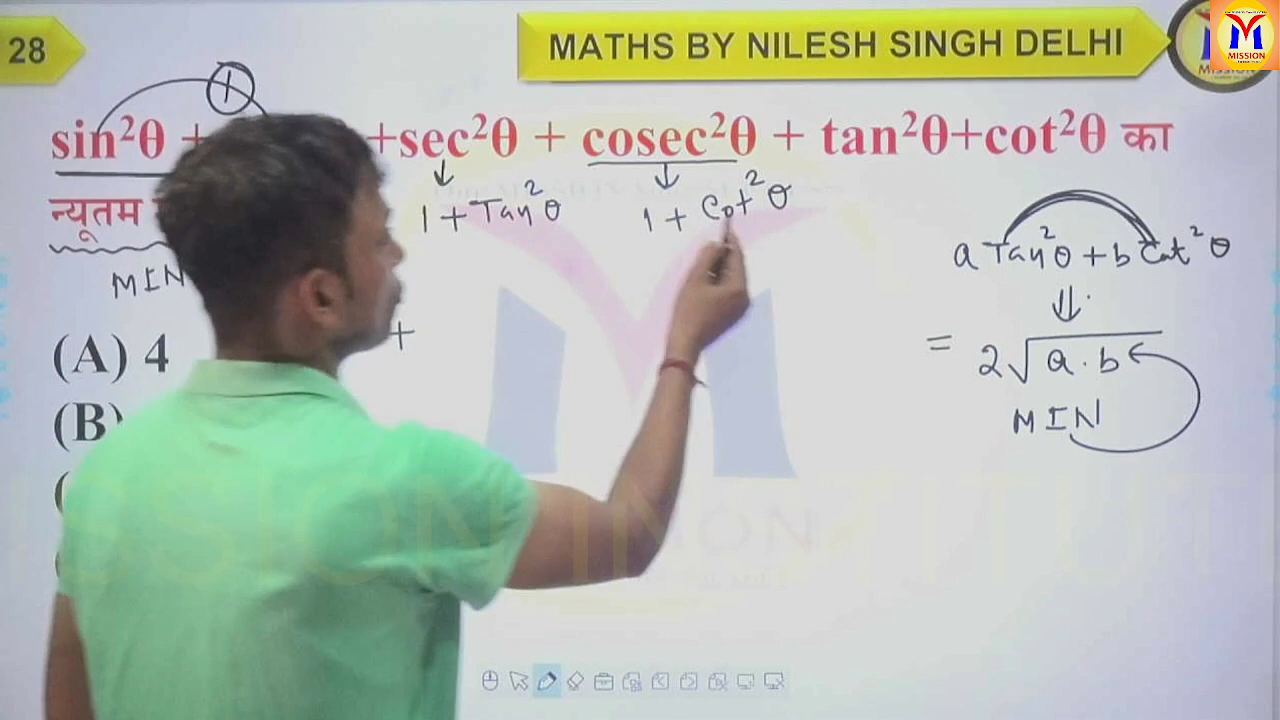 28
MATHS BY NILESH SINGH DELHI
MISSION
sin²θ + +sec²θ + cosec²θ + tan²θ+cot²θ का
न्यूतम
1
1 + Tan²θ
1 + Cot²θ
MIN
a Tan²θ + b Cot²θ
⇓
+
= 2√a·b
MIN
(A) 4
(B)